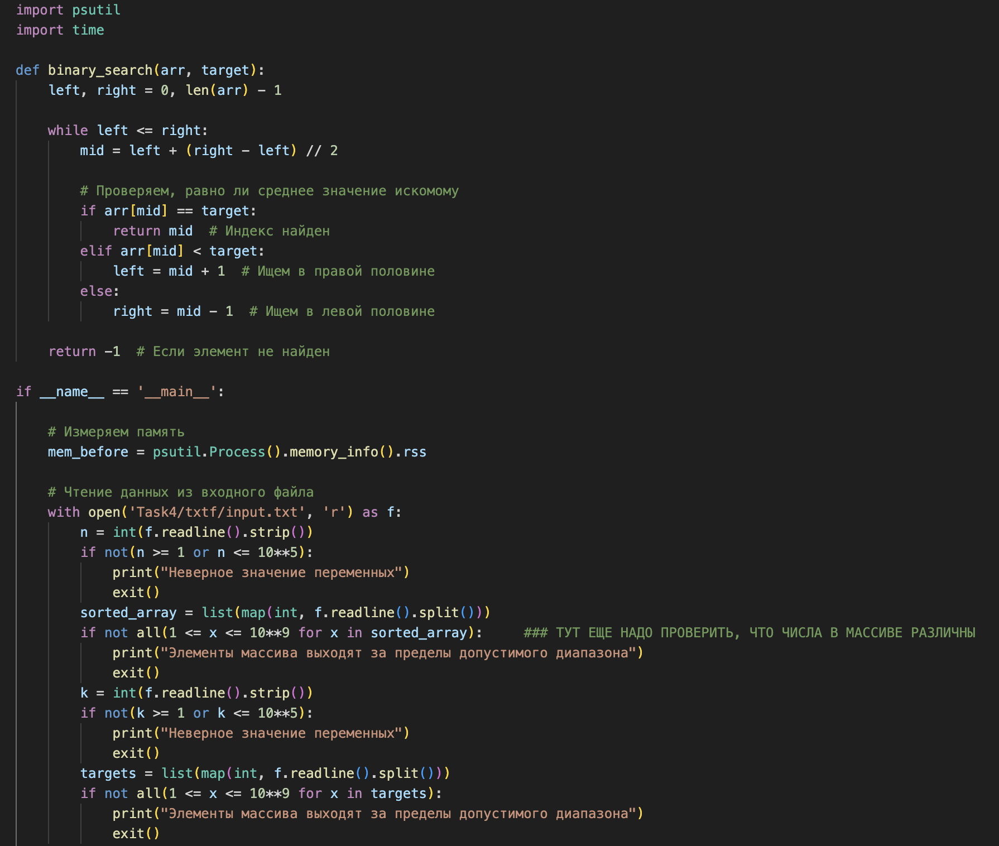 import psutil
import time
def binary_search(arr, target):
    left, right = 0, len(arr) - 1
    while left <= right:
        mid = left + (right - left) // 2
        # Проверяем, равно ли среднее значение искомому
        if arr[mid] == target:
            return mid  # Индекс найден
        elif arr[mid] < target:
            left = mid + 1  # Ищем в правой половине
        else:
            right = mid - 1  # Ищем в левой половине
    return -1  # Если элемент не найден
if __name__ == '__main__':
    # Измеряем память
    mem_before = psutil.Process().memory_info().rss
    # Чтение данных из входного файла
    with open('Task4/txtf/input.txt', 'r') as f:
        n = int(f.readline().strip())
        if not(n >= 1 or n <= 10**5):
            print("Неверное значение переменных")
            exit()
        sorted_array = list(map(int, f.readline().split()))
        if not all(1 <= x <= 10**9 for x in sorted_array):     ### ТУТ ЕЩЕ НАДО ПРОВЕРИТЬ, ЧТО ЧИСЛА В МАССИВЕ РАЗЛИЧНЫ
            print("Элементы массива выходят за пределы допустимого диапазона")
            exit()
        k = int(f.readline().strip())
        if not(k >= 1 or k <= 10**5):
            print("Неверное значение переменных")
            exit()
        targets = list(map(int, f.readline().split()))
        if not all(1 <= x <= 10**9 for x in targets):
            print("Элементы массива выходят за пределы допустимого диапазона")
            exit()